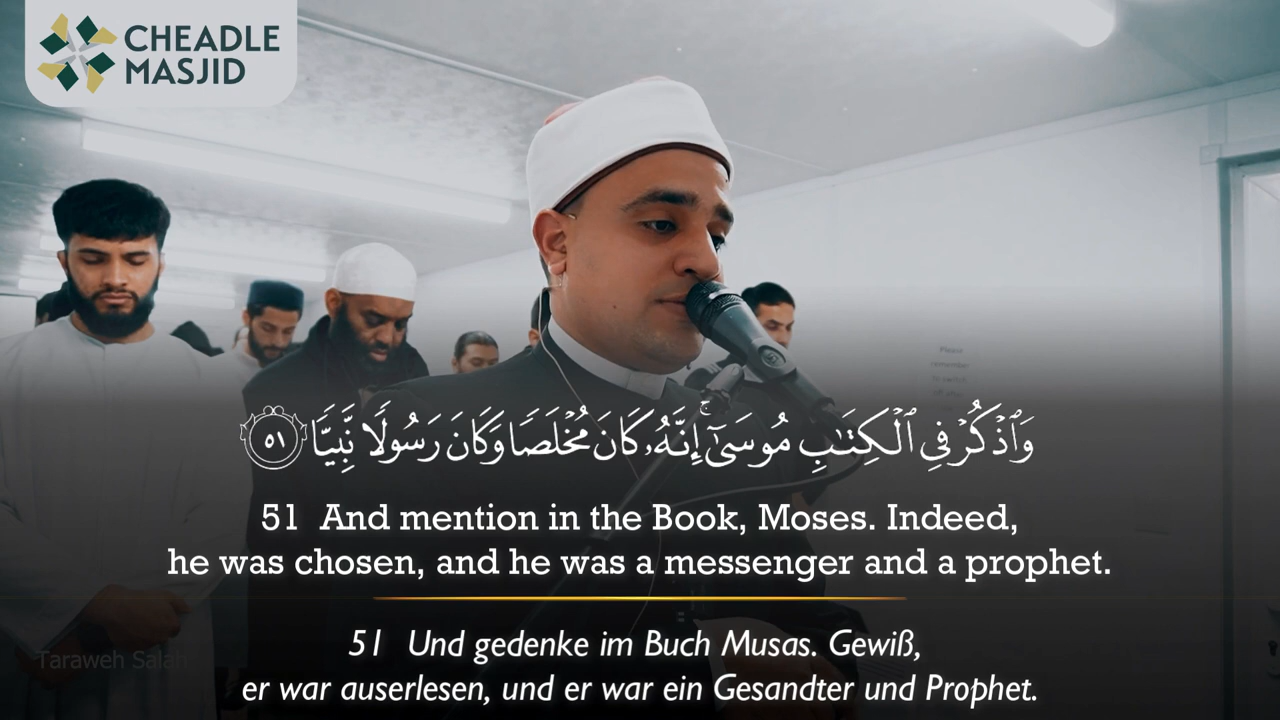 CHEADLE
MASJID
Please
remember
وَٱذْكُرْ فِى ٱلْكِتَـٰبِ مُوسَىٰٓ ۚ إِنَّهُۥ كَانَ مُخْلَصًا وَكَانَ رَسُولًا نَّبِيًّا ٥١
51 And mention in the Book, Moses. Indeed,
he was chosen, and he was a messenger and a prophet.
51 Und gedenke im Buch Musas. Gewiß,
Taraweh Salah
er war auserlesen, und er war ein Gesandter und Prophet.